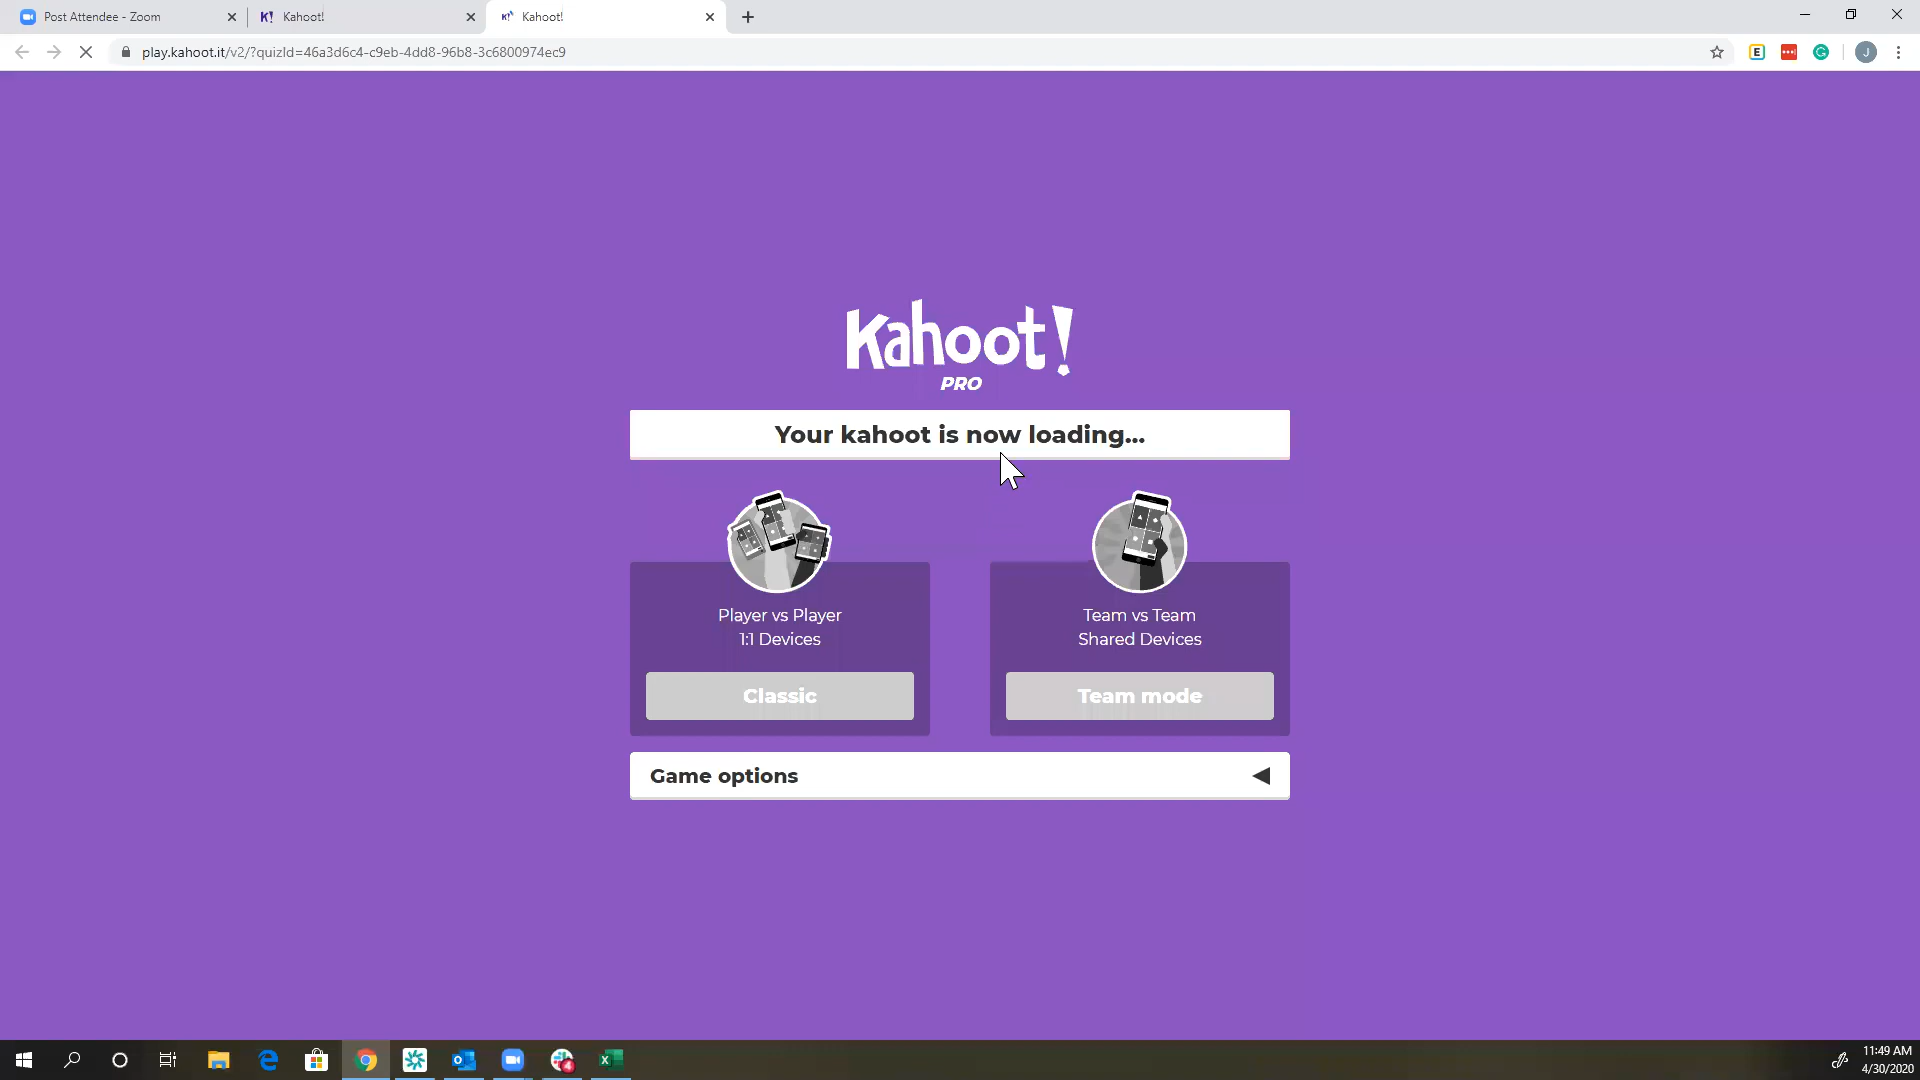 Post Attendee - Zoom
Kahoot!
Kahoot!
play.kahoot.it/v2/?quizId=46a3d6c4-c9eb-4dd8-96b8-3c6800974ec9
E
J
Kahoot!
PRO
Your kahoot is now loading...
Player vs Player
1:1 Devices
Classic
Team vs Team
Shared Devices
Team mode
Game options
4
11:49 AM
4/30/2020